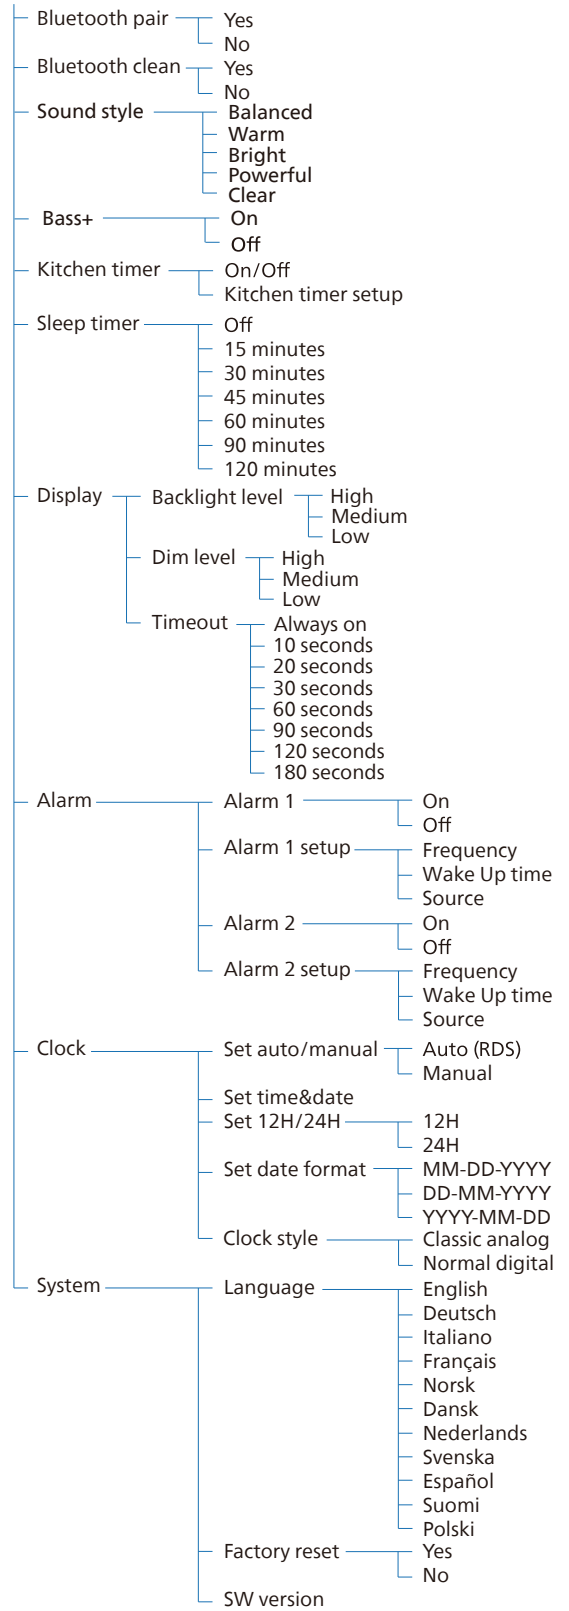 Bluetooth pair
Yes
No
Bluetooth clean
Yes
No
Sound style
Balanced
Warm
Bright
Powerful
Clear
Bass+
On
Off
Kitchen timer
On/Off
Kitchen timer setup
Sleep timer
Off
15 minutes
30 minutes
45 minutes
60 minutes
90 minutes
120 minutes
Display
Backlight level
High
Medium
Low
Dim level
High
Medium
Low
Timeout
Always on
10 seconds
20 seconds
30 seconds
60 seconds
90 seconds
120 seconds
180 seconds
Alarm
Alarm 1
On
Off
Alarm 1 setup
Frequency
Wake Up time
Source
Alarm 2
On
Off
Alarm 2 setup
Frequency
Wake Up time
Source
Clock
Set auto/manual
Auto (RDS)
Manual
Set time&date
Set 12H/24H
12H
24H
Set date format
MM-DD-YYYY
DD-MM-YYYY
YYYY-MM-DD
Clock style
Classic analog
Normal digital
System
Language
English
Deutsch
Italiano
Français
Norsk
Dansk
Nederlands
Svenska
Español
Suomi
Polski
Factory reset
Yes
No
SW version